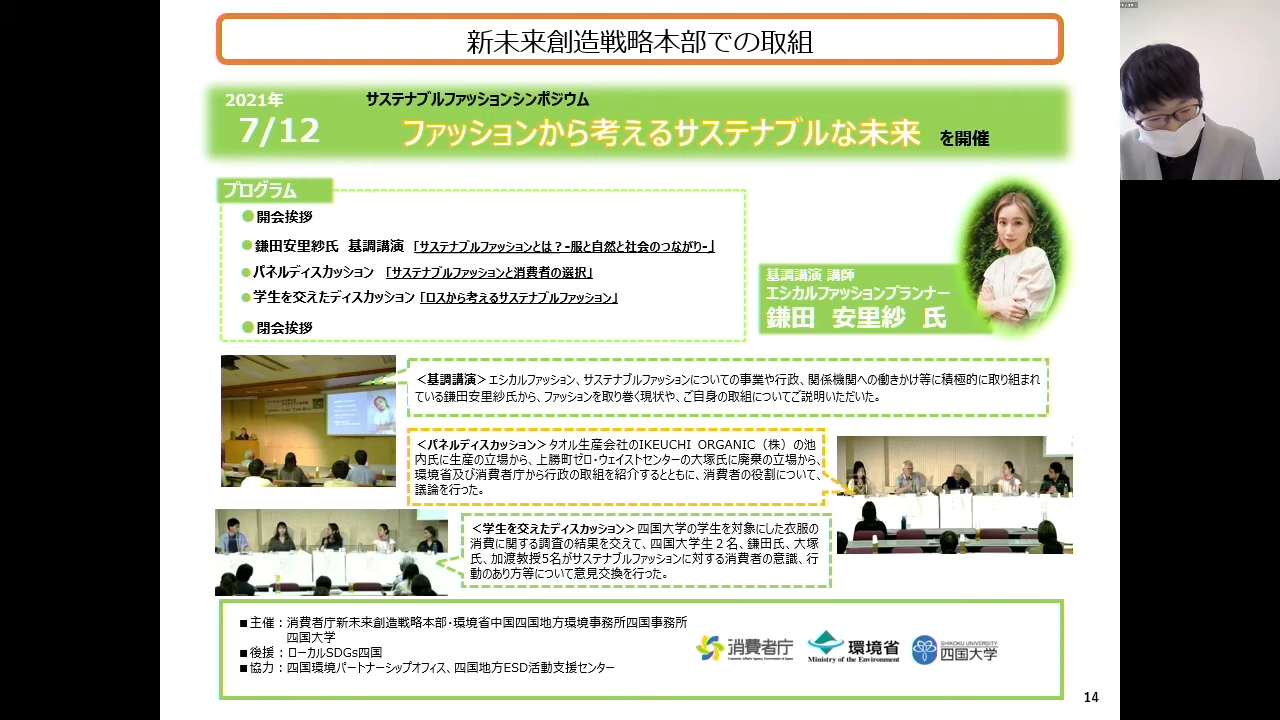 新未来創造戦略本部での取組
2021年
7/12
サステナブルファッションシンポジウム
ファッションから考えるサステナブルな未来 を開催
プログラム
●開会挨拶
●鎌田安里紗氏 基調講演 「サステナブルファッションとは?-服と自然と社会のつながり-」
●パネルディスカッション 「サステナブルファッションと消費者の選択」
●学生を交えたディスカッション「ロスから考えるサステナブルファッション」
●閉会挨拶
基調講演 講師
エシカルファッションプランナー
鎌田 安里紗 氏
<基調講演>エシカルファッション、サステナブルファッションについての事業や行政、関係機関への働きかけ等に積極的に取り組まれ
ている鎌田安里紗氏から、ファッションを取り巻く現状や、ご自身の取組についてご説明いただいた。
<パネルディスカッション>タオル生産会社のIKEUCHI ORGANIC(株)の池
内氏に生産の立場から、上勝町ゼロ・ウェイストセンターの大塚氏に廃棄の立場から、
環境省及び消費者庁から行政の取組を紹介するとともに、消費者の役割について、
議論を行った。
<学生を交えたディスカッション>四国大学の学生を対象にした衣服の
消費に関する調査の結果を交えて、四国大学生2名、鎌田氏、大塚
氏、加渡教授5名がサステナブルファッションに対する消費者の意識、行
動のあり方等について意見交換を行った。
■主催:消費者庁新未来創造戦略本部・環境省中国四国地方環境事務所四国事務所
四国大学
■後援:ローカルSDGs四国
■協力:四国環境パートナーシップオフィス、四国地方ESD活動支援センター
消費者庁
Consumer Affairs Agency, Government of Japan
環境省
Ministry of the Environment
SHIKOKU UNIVERSITY
四国大学
14